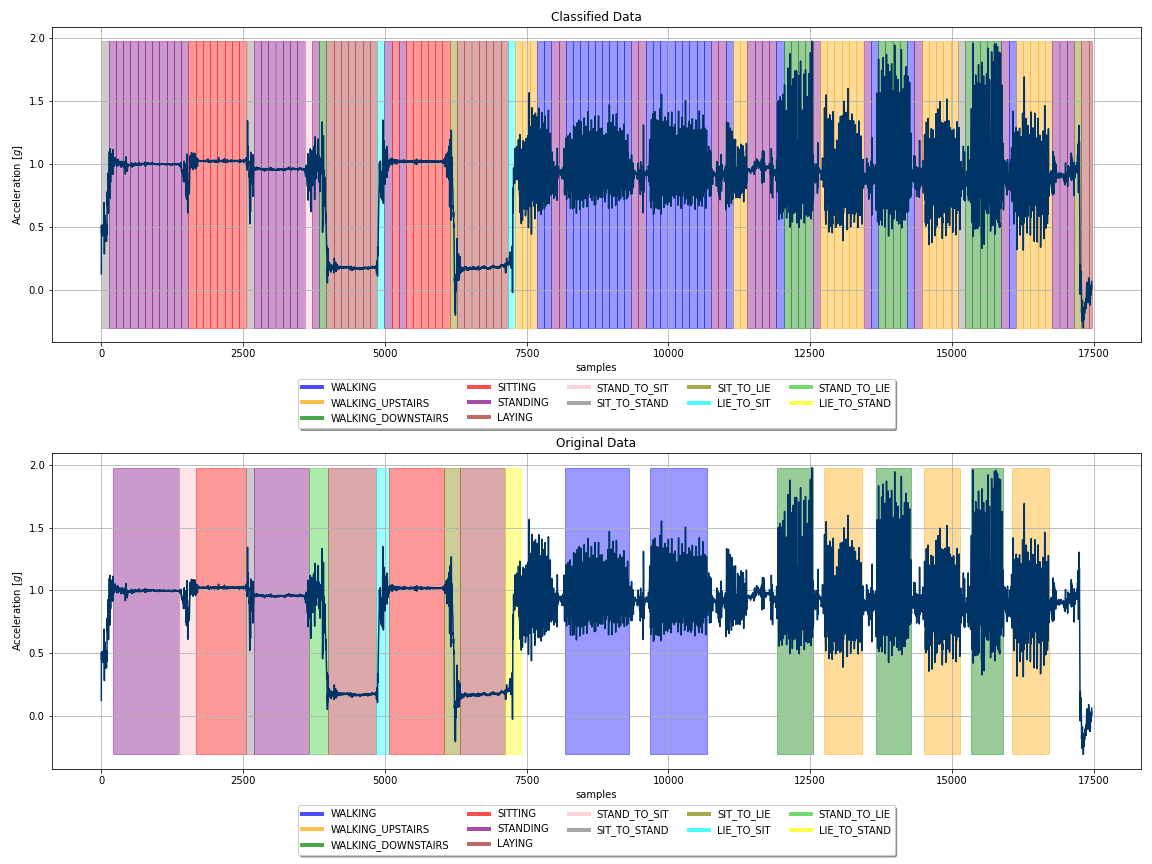 Classified Data
2.0
1.5
1.0
0.5
0.0
Acceleration [g]
0 2500 5000 7500 10000 12500 15000 17500
samples
WALKING SITTING STAND_TO_SIT SIT_TO_LIE STAND_TO_LIE
WALKING_UPSTAIRS STANDING SIT_TO_STAND LIE_TO_SIT LIE_TO_STAND
WALKING_DOWNSTAIRS LAYING
Original Data
2.0
1.5
1.0
0.5
0.0
Acceleration [g]
0 2500 5000 7500 10000 12500 15000 17500
samples
WALKING SITTING STAND_TO_SIT SIT_TO_LIE STAND_TO_LIE
WALKING_UPSTAIRS STANDING SIT_TO_STAND LIE_TO_SIT LIE_TO_STAND
WALKING_DOWNSTAIRS LAYING